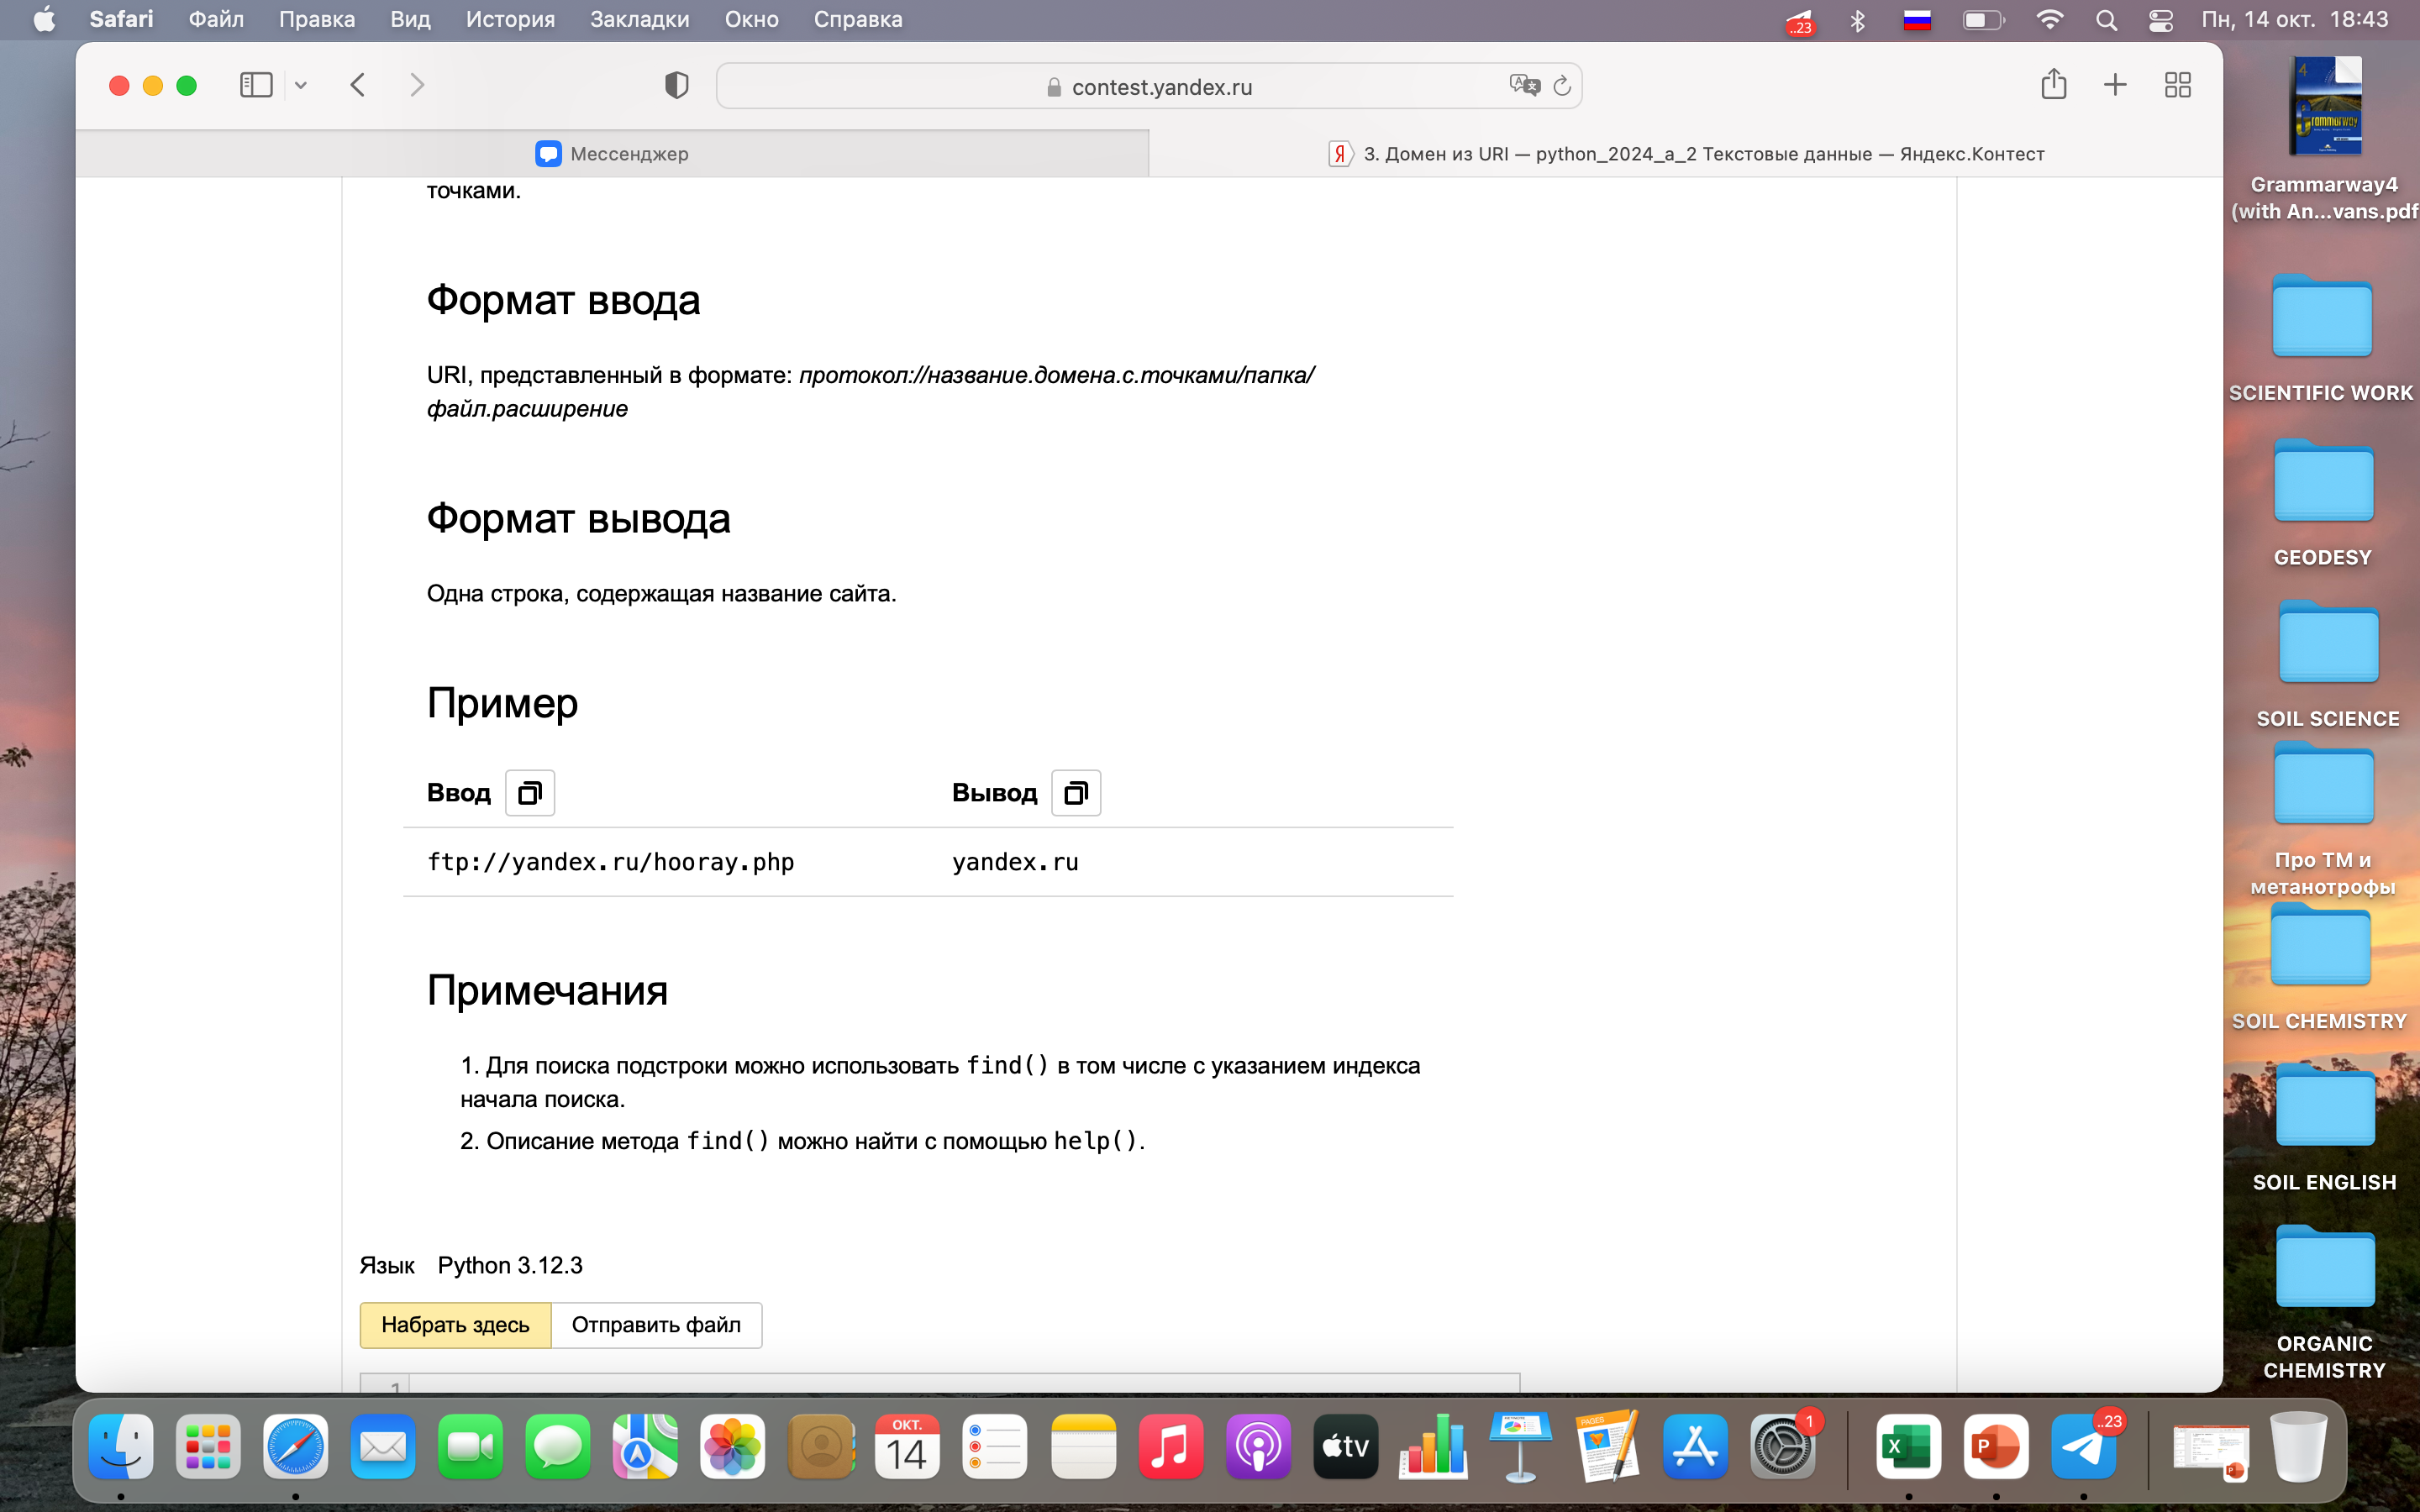 Safari Файл Правка Вид История Закладки Окно Справка
..23 Пн, 14 окт. 18:43
contest.yandex.ru
Мессенджер
Я 3. Домен из URI — python_2024_a_2 Текстовые данные — Яндекс.Контест
точками.
Формат ввода
URI, представленный в формате: протокол://название.домена.с.точками/папка/
файл.расширение
Формат вывода
Одна строка, содержащая название сайта.
Пример
Ввод Вывод
ftp://yandex.ru/hooray.php yandex.ru
Примечания
1. Для поиска подстроки можно использовать find() в том числе с указанием индекса
начала поиска.
2. Описание метода find() можно найти с помощью help().
Язык Python 3.12.3
Набрать здесь Отправить файл
1
4
Grammarway
Grammarway4
(with An...vans.pdf
SCIENTIFIC WORK
GEODESY
SOIL SCIENCE
Про ТМ и
метанотрофы
SOIL CHEMISTRY
SOIL ENGLISH
ORGANIC
CHEMISTRY
ОКТ.
14
tv
PAGES
1
X
P
..23
P